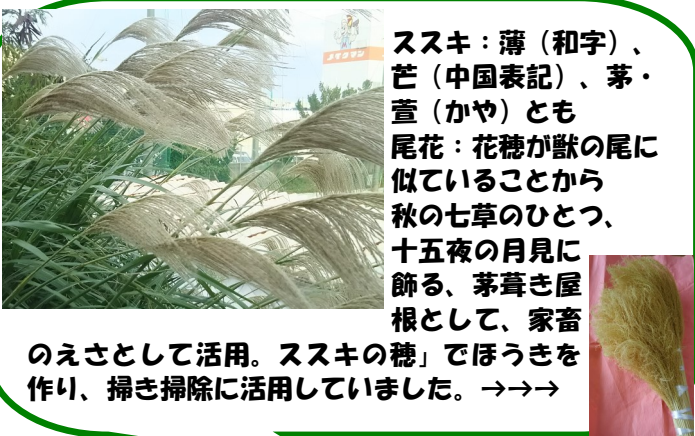 ススキ：薄（和字）、
芒（中国表記）、茅・
萱（かや）とも
尾花：花穂が獣の尾に
似ていることから
秋の七草のひとつ、
十五夜の月見に
飾る、茅葺き屋
根として、家畜
のえさとして活用。ススキの穂」でほうきを
作り、掃き掃除に活用していました。→→→